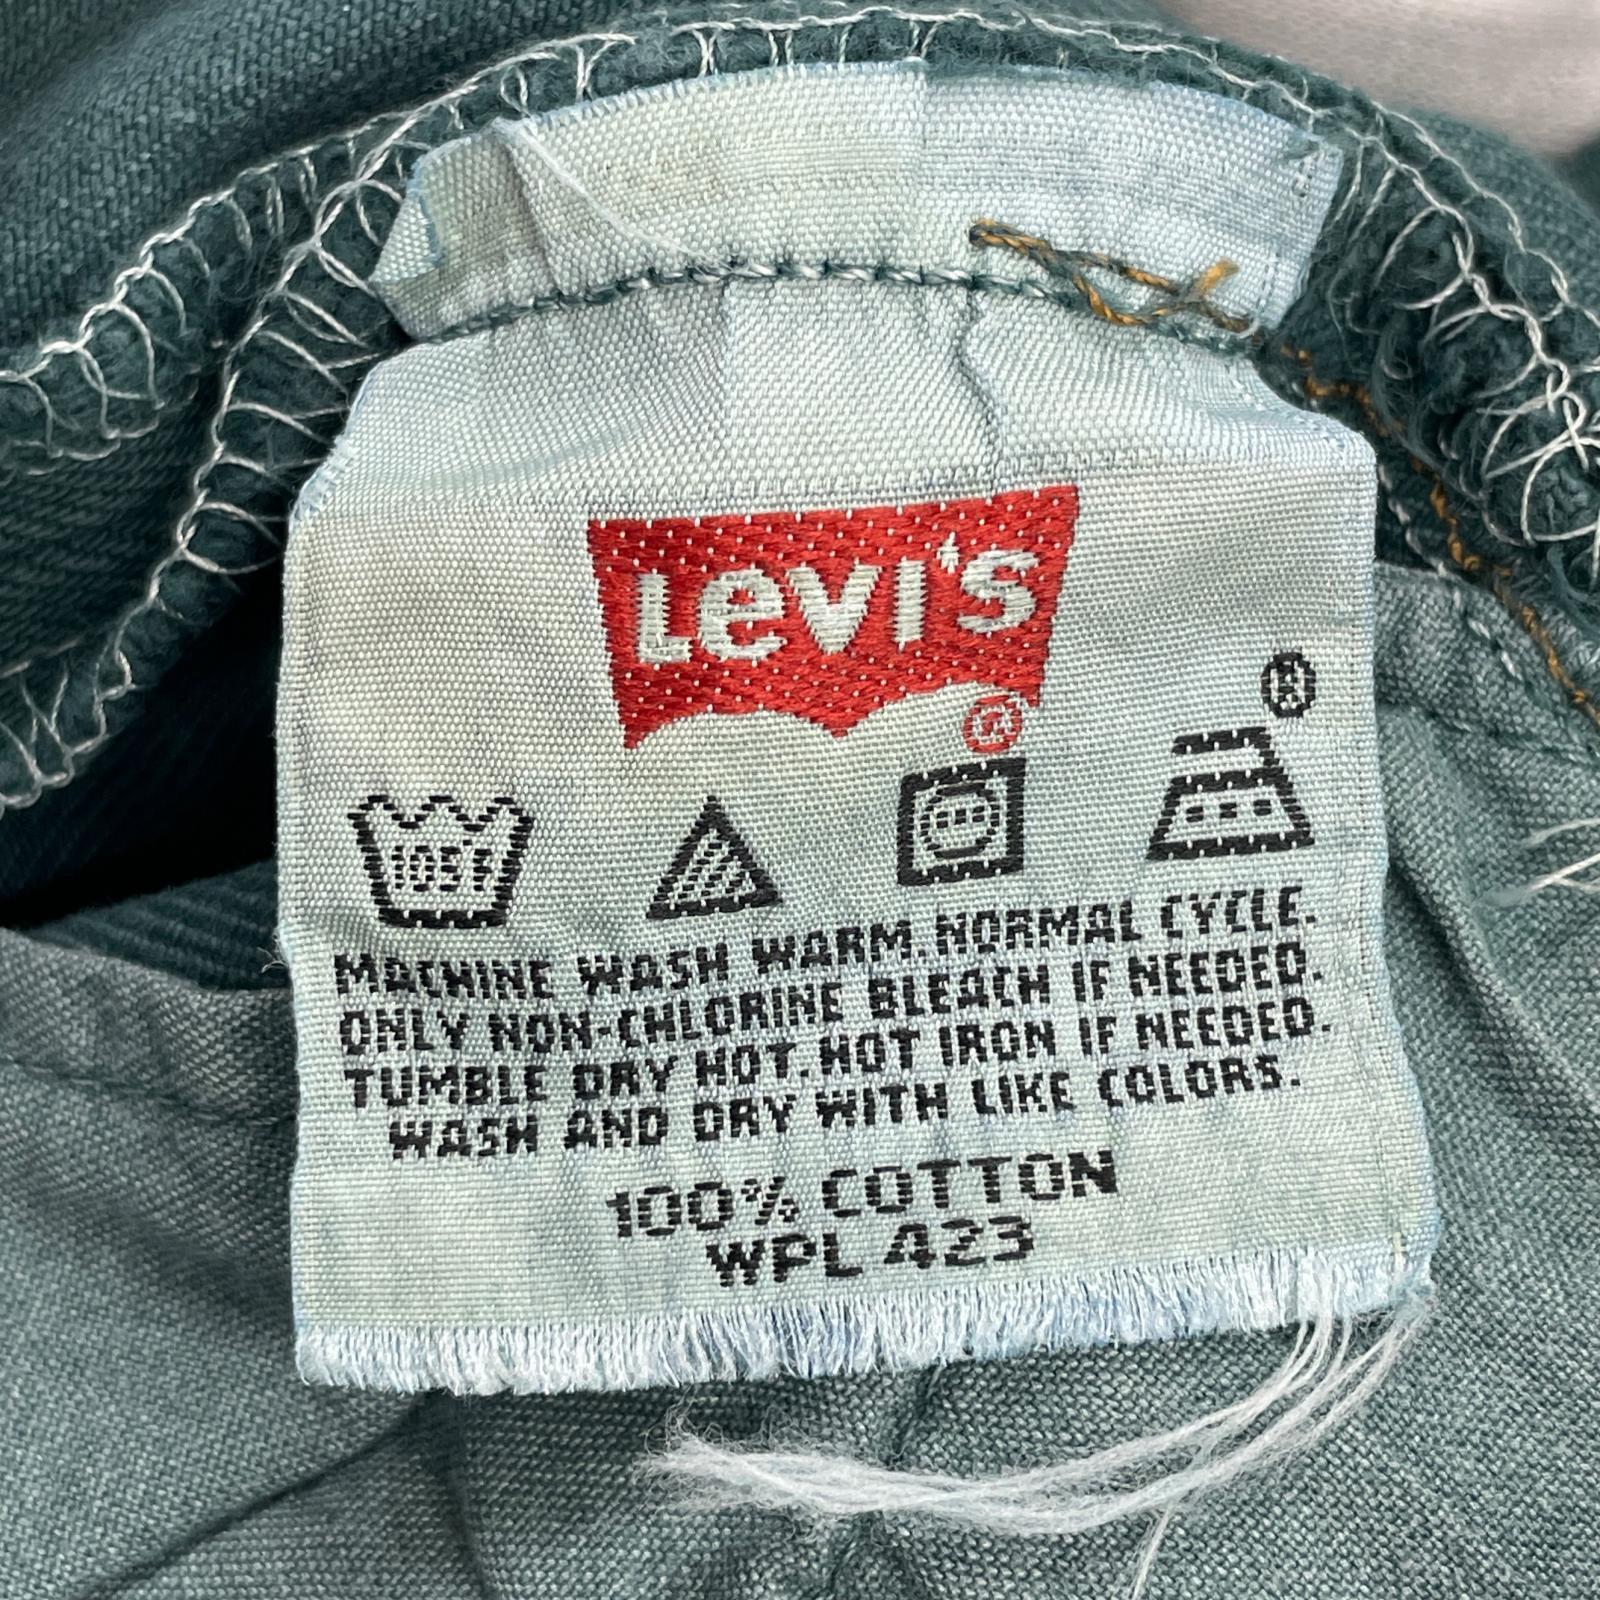 Levi's
®
®
105 F
MACHINE WASH WARM. NORMAL CYCLE.
ONLY NON-CHLORINE BLEACH IF NEEDED.
TUMBLE DRY HOT. HOT IRON IF NEEDED.
WASH AND DRY WITH LIKE COLORS.
100% COTTON
WPL 423